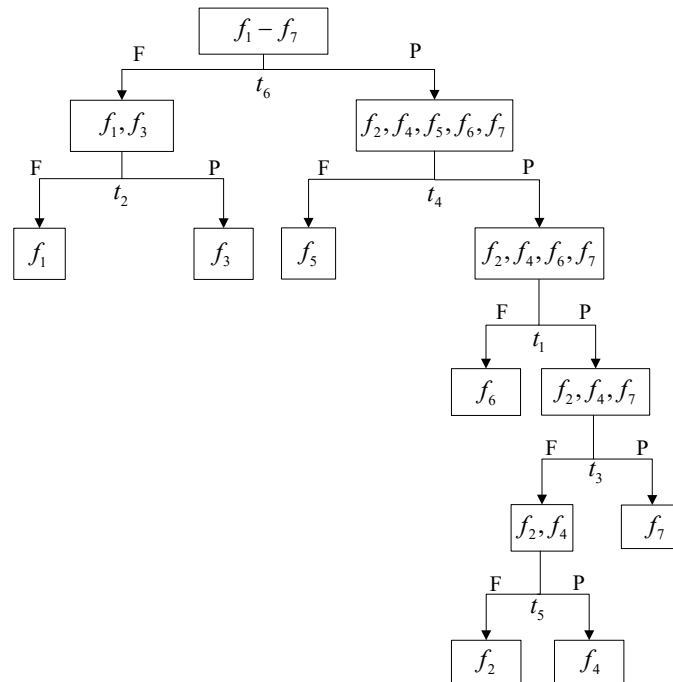 f₁ − f₇
F P
t₆
f₁, f₃ f₂, f₄, f₅, f₆, f₇
F P F P
t₂ t₄
f₁ f₃ f₅ f₂, f₄, f₆, f₇
F P
t₁
f₆ f₂, f₄, f₇
F P
t₃
f₂, f₄ f₇
F P
t₅
f₂ f₄